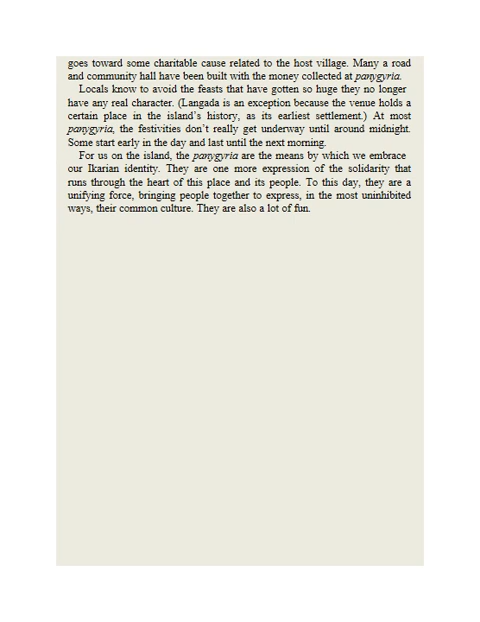 goes toward some charitable cause related to the host village. Many a road
and community hall have been built with the money collected at panygyria.
Locals know to avoid the feasts that have gotten so huge they no longer
have any real character. (Langada is an exception because the venue holds a
certain place in the island’s history, as its earliest settlement.) At most
panygyria, the festivities don’t really get underway until around midnight.
Some start early in the day and last until the next morning.
For us on the island, the panygyria are the means by which we embrace
our Ikarian identity. They are one more expression of the solidarity that
runs through the heart of this place and its people. To this day, they are a
unifying force, bringing people together to express, in the most uninhibited
ways, their common culture. They are also a lot of fun.